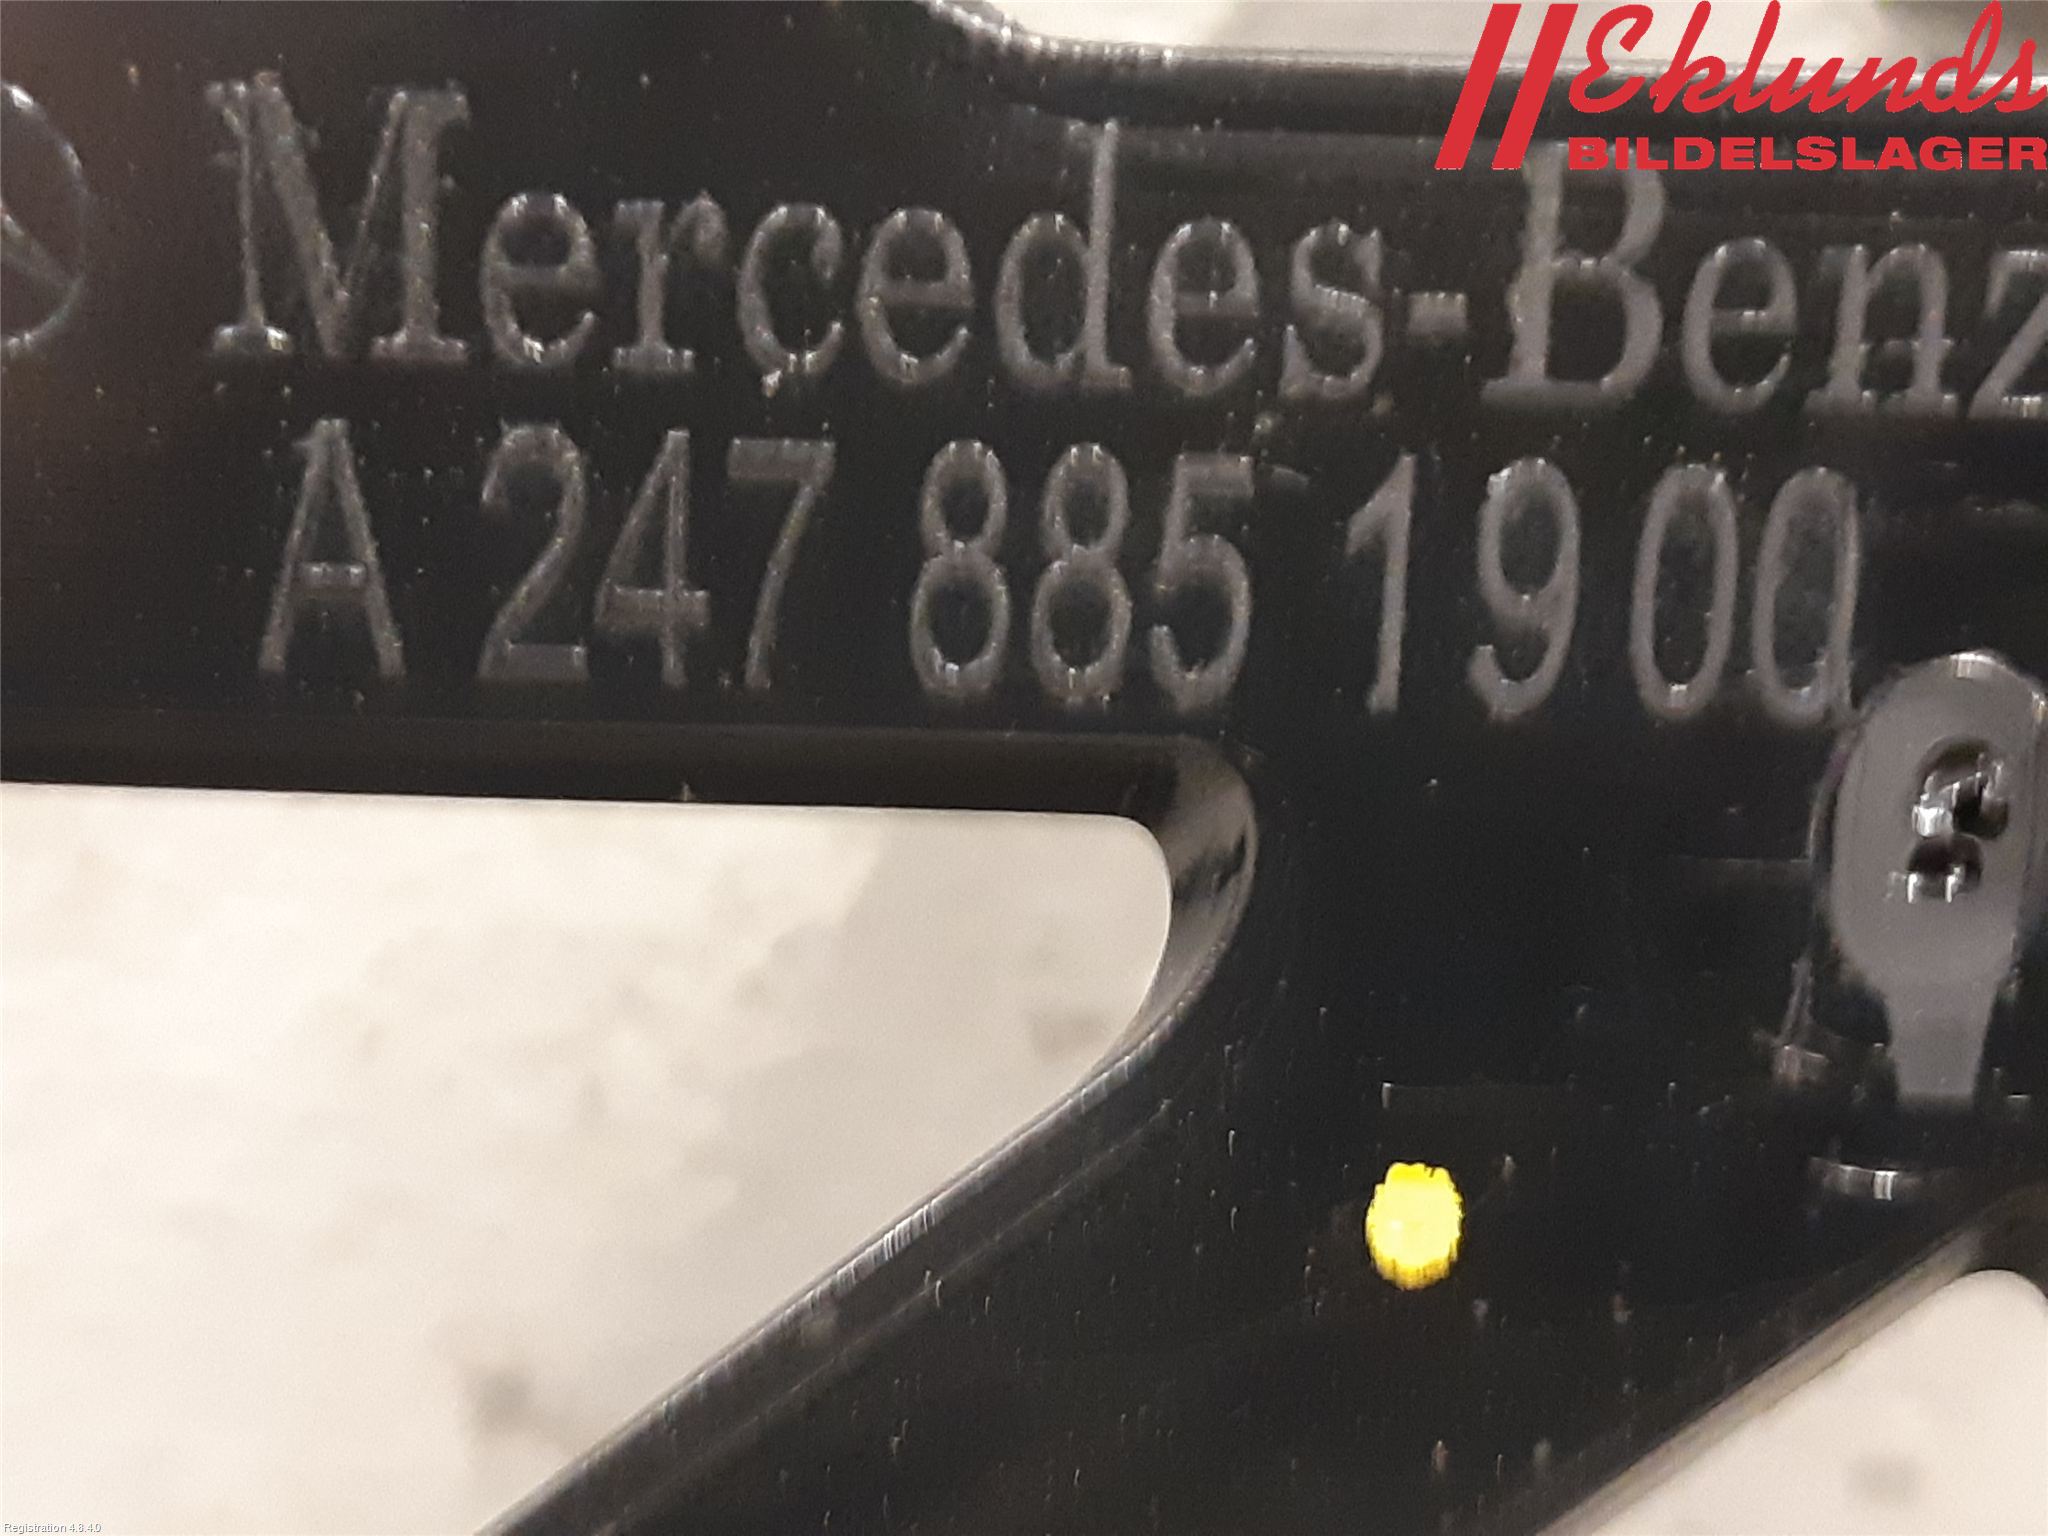 Eklunds
BILDELSLAGER
Mercedes-Benz
A 247 885 19 00
Registration 4.8.4.0